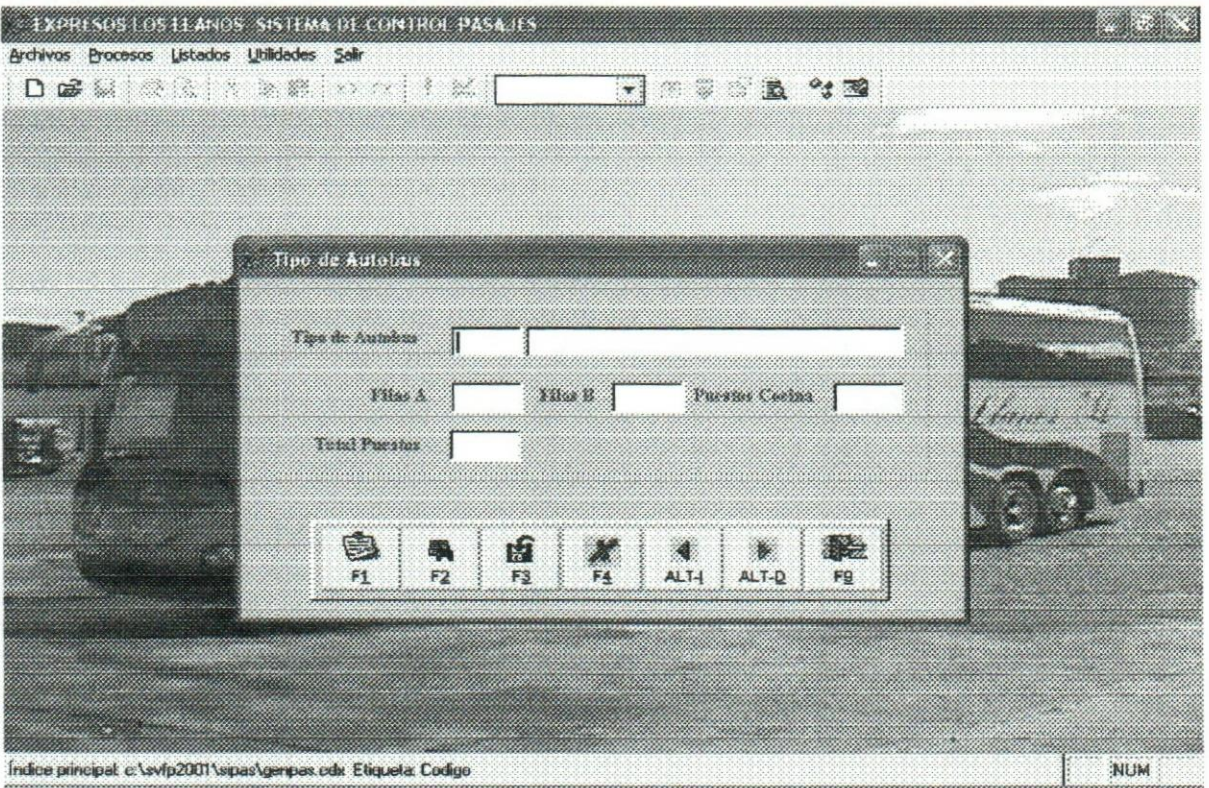 EXPRESOS LOS LLANOS SISTEMA DE CONTROL PASAJES
Archivos Procesos Listados Utilidades Salir
Tipo de Autobus
Tipo de Autobus
Filas A Filas B Puestos Cocina
Total Puestos
F1 F2 F3 F4 ALT-I ALT-D F9
Llanos
Índice principal: c:\svfp2001\sipas\genpas.cdx Etiqueta: Codigo NUM